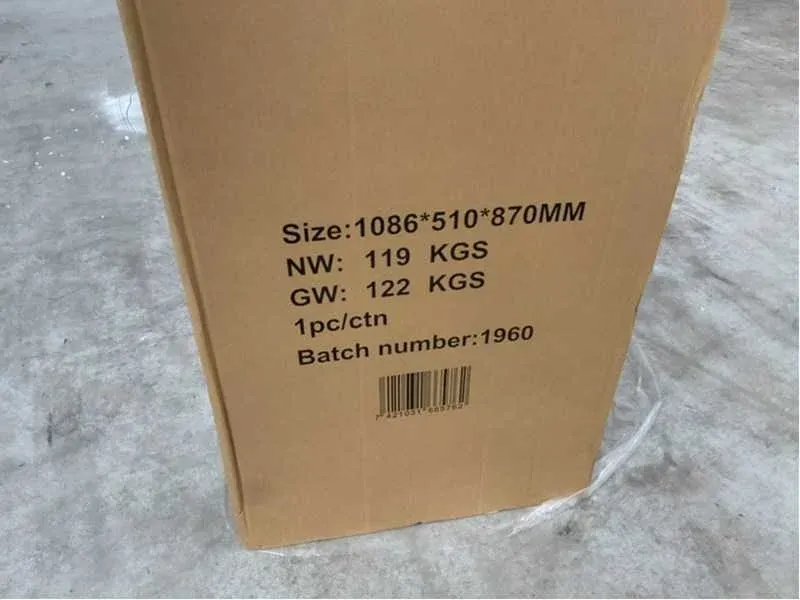 Size:1086*510*870MM
NW: 119 KGS
GW: 122 KGS
1pc/ctn
Batch number:1960